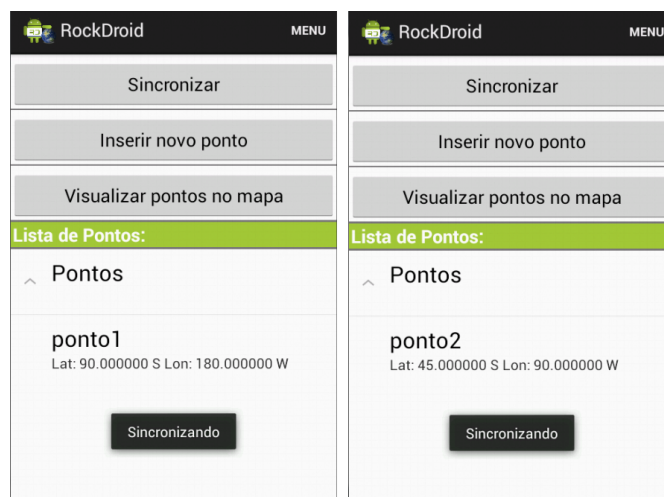 RockDroid MENU
Sincronizar
Inserir novo ponto
Visualizar pontos no mapa
Lista de Pontos:
Pontos
ponto1
Lat: 90.000000 S Lon: 180.000000 W
Sincronizando
RockDroid MENU
Sincronizar
Inserir novo ponto
Visualizar pontos no mapa
Lista de Pontos:
Pontos
ponto2
Lat: 45.000000 S Lon: 90.000000 W
Sincronizando